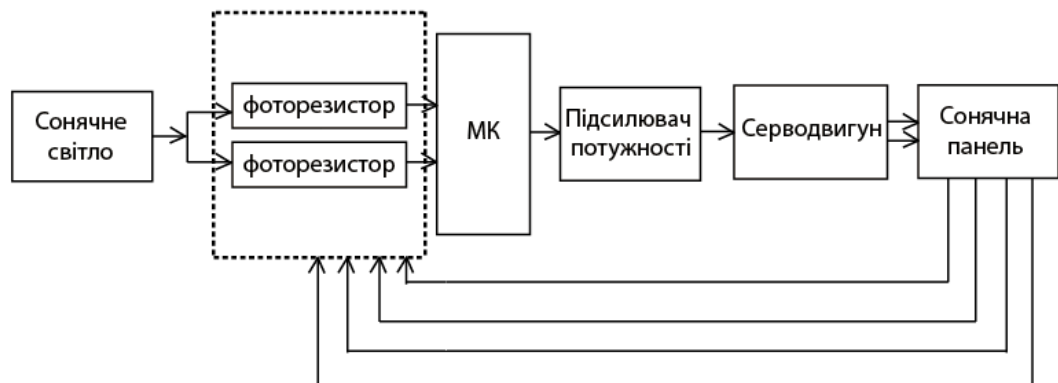 Сонячне
світло
фоторезистор
фоторезистор
МК
Підсилювач
потужності
Серводвигун
Сонячна
панель